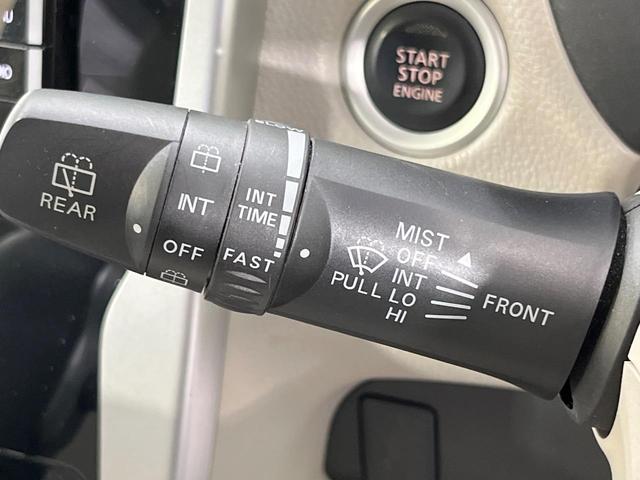 START
STOP
ENGINE
REAR
INT
OFF
INT
TIME
FAST
MIST
OFF
INT
PULL LO
HI
FRONT